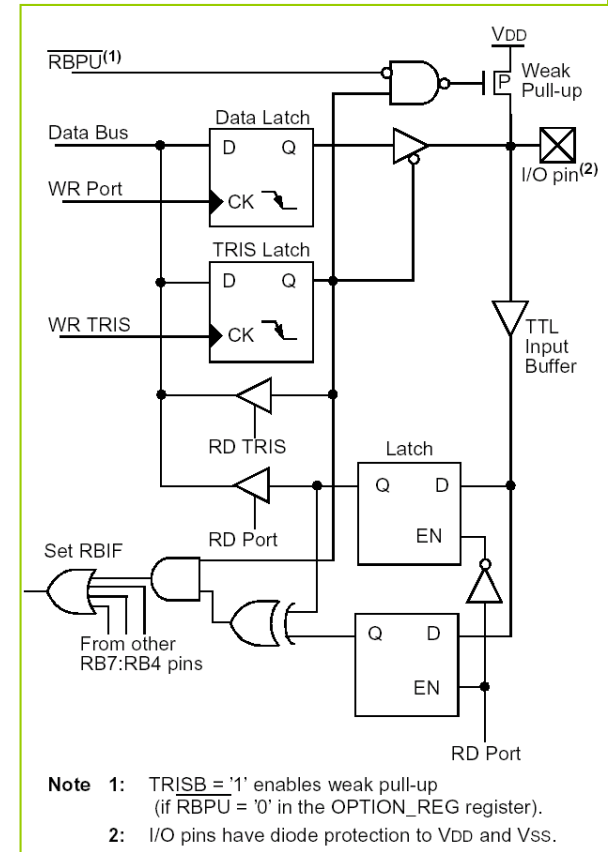 VDD
RBPU(1)
P
Weak
Pull-up
Data Latch
Data Bus
D Q
I/O pin(2)
WR Port
CK
TRIS Latch
D Q
WR TRIS
CK
TTL
Input
Buffer
RD TRIS
Latch
Q D
EN
RD Port
Set RBIF
From other
RB7:RB4 pins
Q D
EN
RD Port
Note 1: TRISB = '1' enables weak pull-up
(if RBPU = '0' in the OPTION_REG register).
2: I/O pins have diode protection to VDD and VSS.